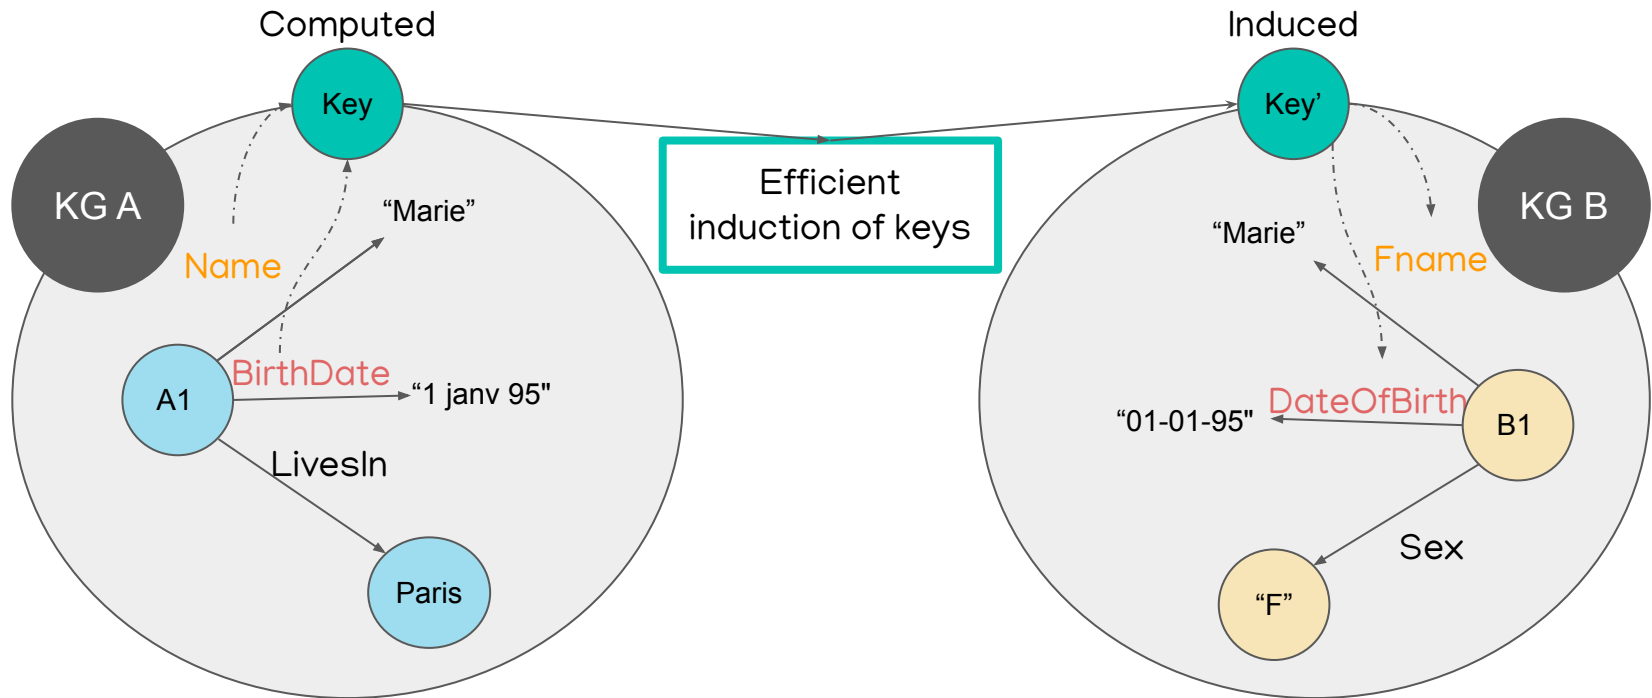 Computed
Induced
Key
Key’
KG A
KG B
“Marie”
Efficient
induction of keys
“Marie”
Name
Fname
BirthDate
“1 janv 95"
A1
DateOfBirth
“01-01-95"
B1
LivesIn
Sex
Paris
“F”